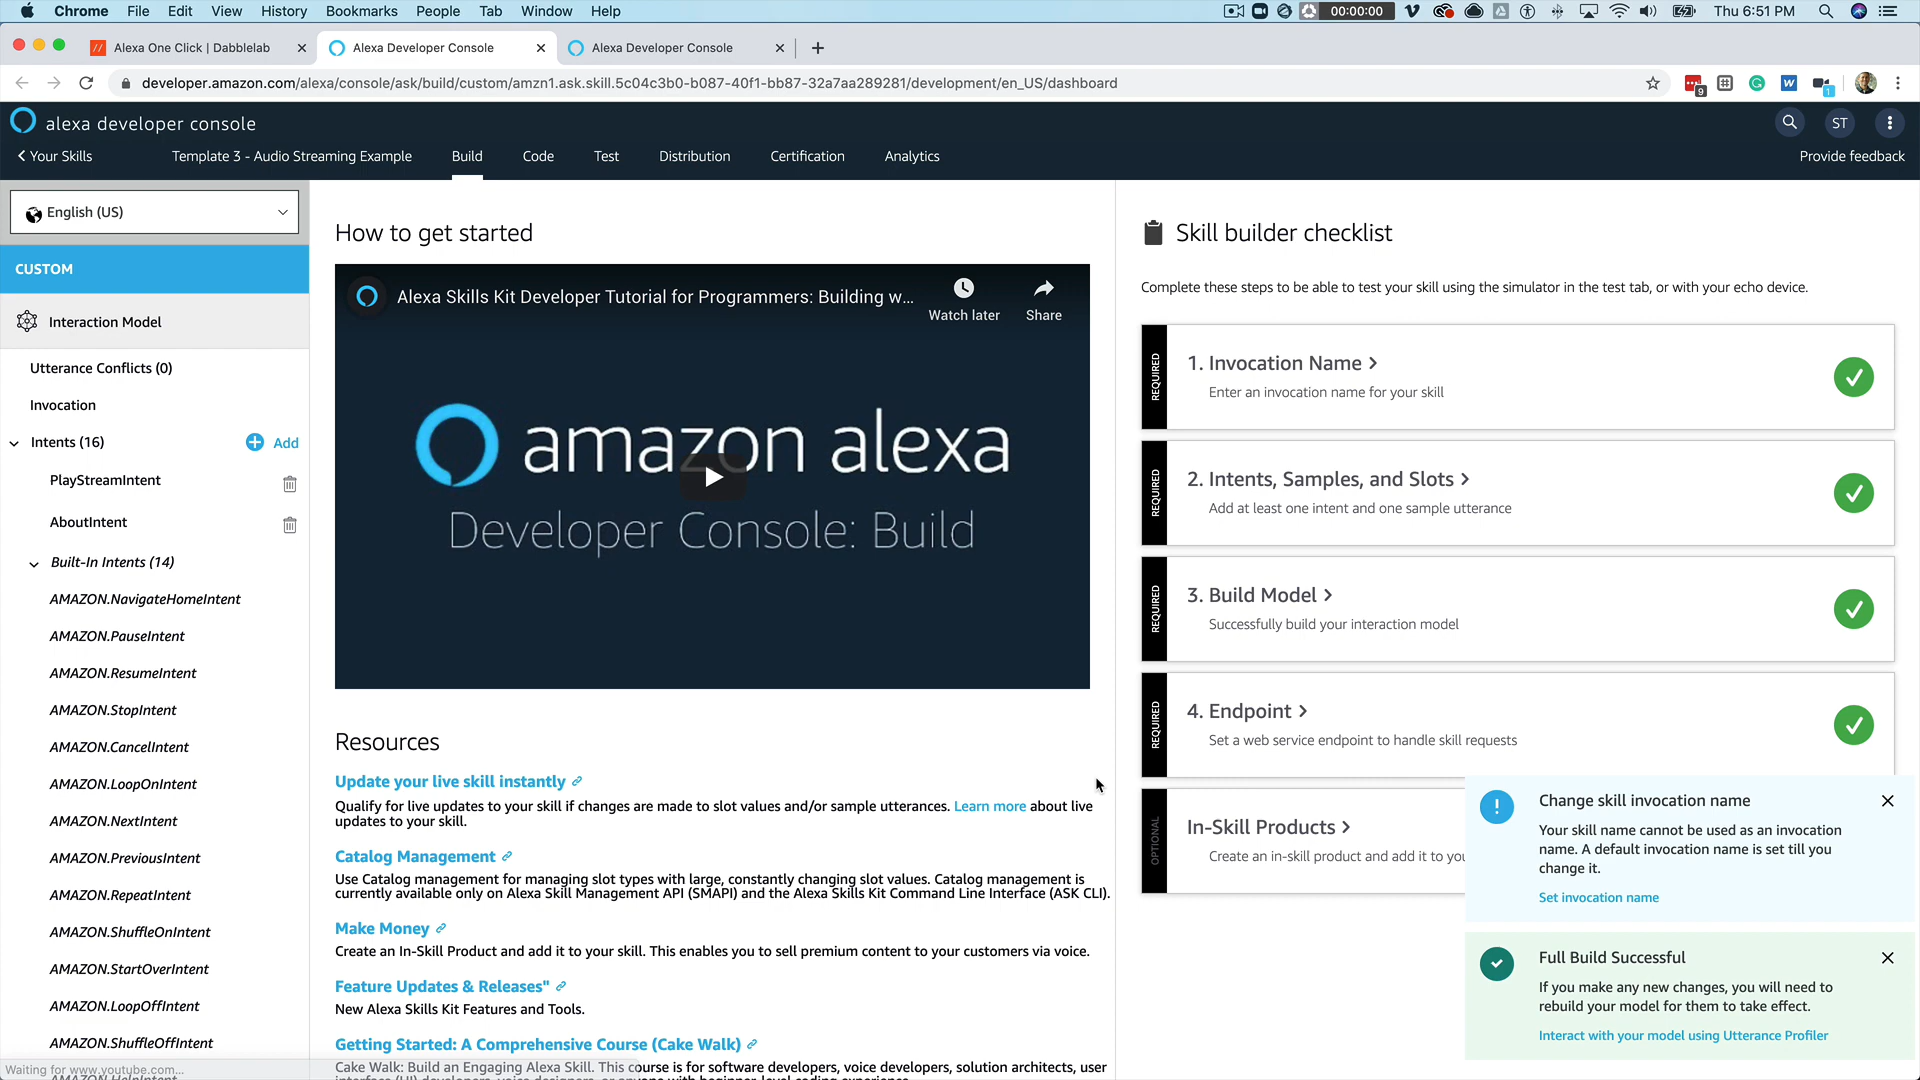 Chrome File Edit View History Bookmarks People Tab Window Help 00:00:00 Thu 6:51 PM
Alexa One Click | Dabblelab Alexa Developer Console Alexa Developer Console
developer.amazon.com/alexa/console/ask/build/custom/amzn1.ask.skill.5c04c3b0-b087-40f1-bb87-32a7aa289281/development/en_US/dashboard
9 W 1
alexa developer console ST
Your Skills Template 3 - Audio Streaming Example Build Code Test Distribution Certification Analytics Provide feedback
English (US)
CUSTOM
Interaction Model
Utterance Conflicts (0)
Invocation
Intents (16) Add
PlayStreamIntent
AboutIntent
Built-In Intents (14)
AMAZON.NavigateHomeIntent
AMAZON.PauseIntent
AMAZON.ResumeIntent
AMAZON.StopIntent
AMAZON.CancelIntent
AMAZON.LoopOnIntent
AMAZON.NextIntent
AMAZON.PreviousIntent
AMAZON.RepeatIntent
AMAZON.ShuffleOnIntent
AMAZON.StartOverIntent
AMAZON.LoopOffIntent
AMAZON.ShuffleOffIntent
Waiting for www.youtube.com...
How to get started
Alexa Skills Kit Developer Tutorial for Programmers: Building w...
Watch later Share
amazon alexa
Developer Console: Build
Resources
Update your live skill instantly
Qualify for live updates to your skill if changes are made to slot values and/or sample utterances. Learn more about live
updates to your skill.
Catalog Management
Use Catalog management for managing slot types with large, constantly changing slot values. Catalog management is
currently available only on Alexa Skill Management API (SMAPI) and the Alexa Skills Kit Command Line Interface (ASK CLI).
Make Money
Create an In-Skill Product and add it to your skill. This enables you to sell premium content to your customers via voice.
Feature Updates & Releases"
New Alexa Skills Kit Features and Tools.
Getting Started: A Comprehensive Course (Cake Walk)
Cake Walk: Build an Engaging Alexa Skill. This course is for software developers, voice developers, solution architects, user
Skill builder checklist
Complete these steps to be able to test your skill using the simulator in the test tab, or with your echo device.
REQUIRED
1. Invocation Name
Enter an invocation name for your skill
REQUIRED
2. Intents, Samples, and Slots
Add at least one intent and one sample utterance
REQUIRED
3. Build Model
Successfully build your interaction model
REQUIRED
4. Endpoint
Set a web service endpoint to handle skill requests
OPTIONAL
In-Skill Products
Create an in-skill product and add it to
Change skill invocation name
Your skill name cannot be used as an invocation
name. A default invocation name is set till you
change it.
Set invocation name
Full Build Successful
If you make any new changes, you will need to
rebuild your model for them to take effect.
Interact with your model using Utterance Profiler